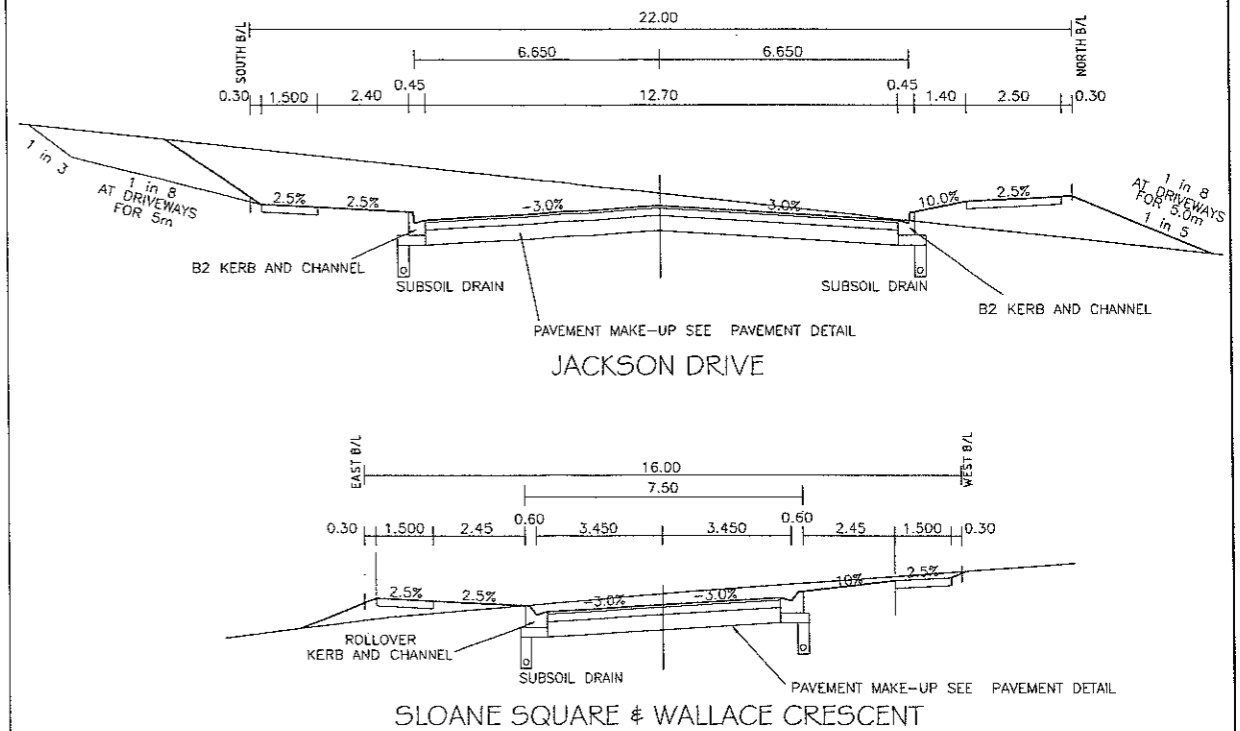 22.00
SOUTH B/L
NORTH B/L
6.650 6.650
0.45 0.45
0.30 1.500 2.40 12.70 1.40 2.50 0.30
1 in 3
1 in 8
AT DRIVEWAYS
FOR 5m
2.5% 2.5% -3.0% -3.0% 10.0% 2.5%
1 in 8
AT DRIVEWAYS
FOR 5.0m
1 in 5
B2 KERB AND CHANNEL
SUBSOIL DRAIN
SUBSOIL DRAIN
B2 KERB AND CHANNEL
PAVEMENT MAKE-UP SEE PAVEMENT DETAIL
JACKSON DRIVE
EAST B/L
WEST B/L
16.00
7.50
0.60 0.60
0.30 1.500 2.45 3.450 3.450 2.45 1.500 0.30
2.5% 2.5% -3.0% -3.0% 10% 2.5%
ROLLOVER
KERB AND CHANNEL
SUBSOIL DRAIN
PAVEMENT MAKE-UP SEE PAVEMENT DETAIL
SLOANE SQUARE & WALLACE CRESCENT